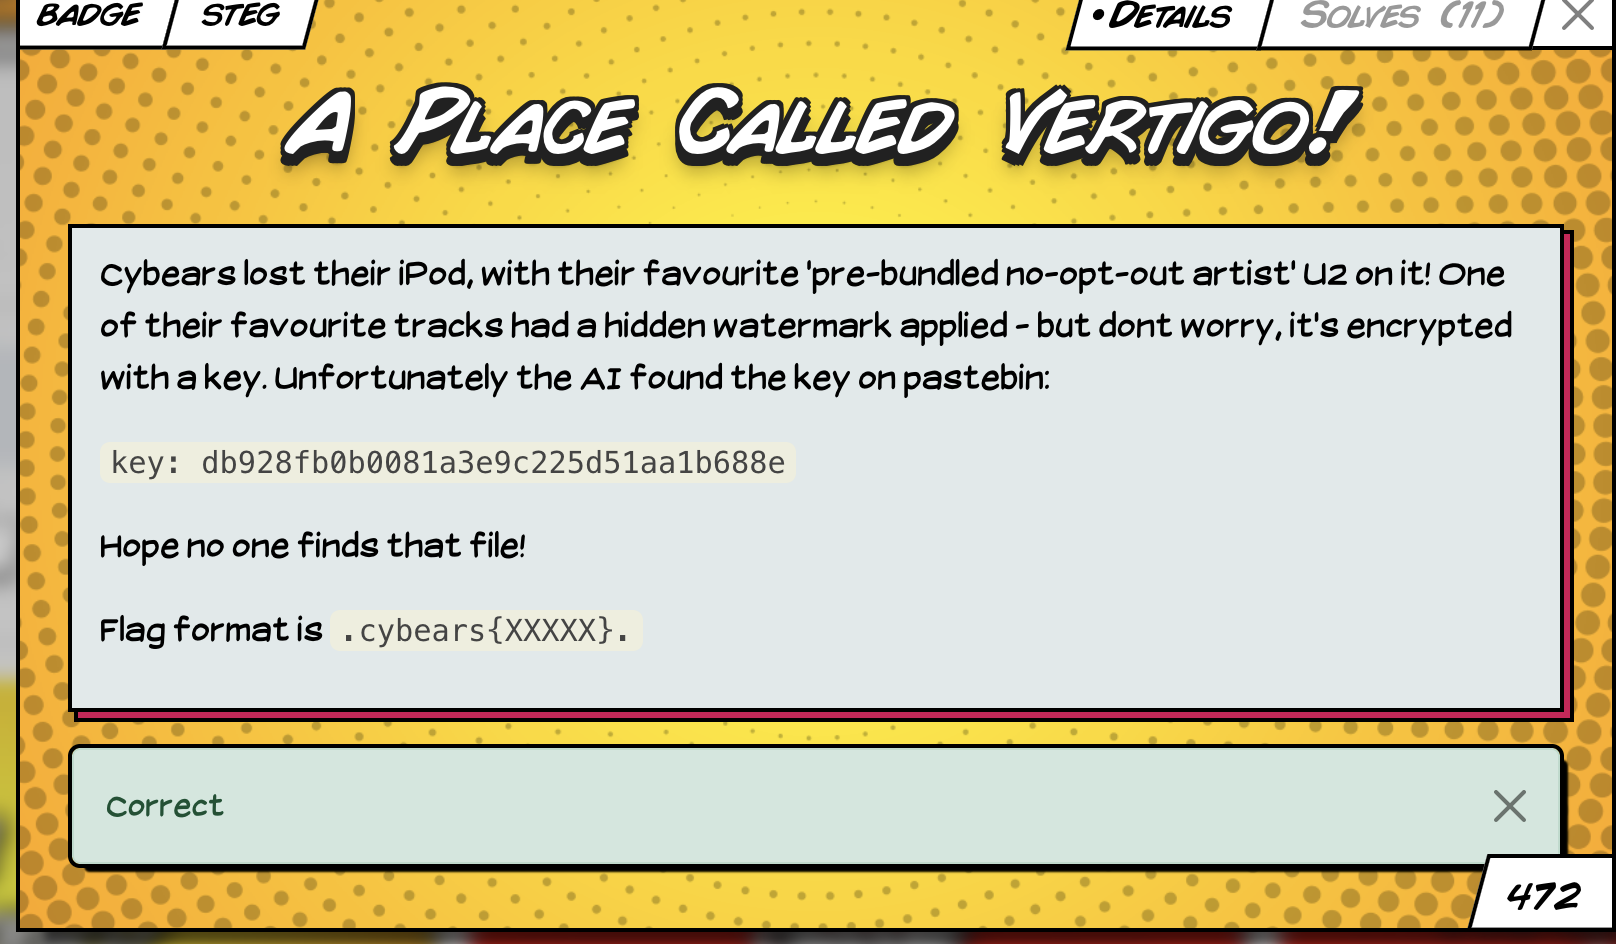 BADGE
STEG
•DETAILS
SOLVES (11)
A PLACE CALLED VERTIGO!
Cybears lost their iPod, with their favourite 'pre-bundled no-opt-out artist' U2 on it! One
of their favourite tracks had a hidden watermark applied - but dont worry, it's encrypted
with a key. Unfortunately the AI found the key on pastebin:
key: db928fb0b0081a3e9c225d51aa1b688e
Hope no one finds that file!
Flag format is .cybears{XXXXX}.
Correct
472